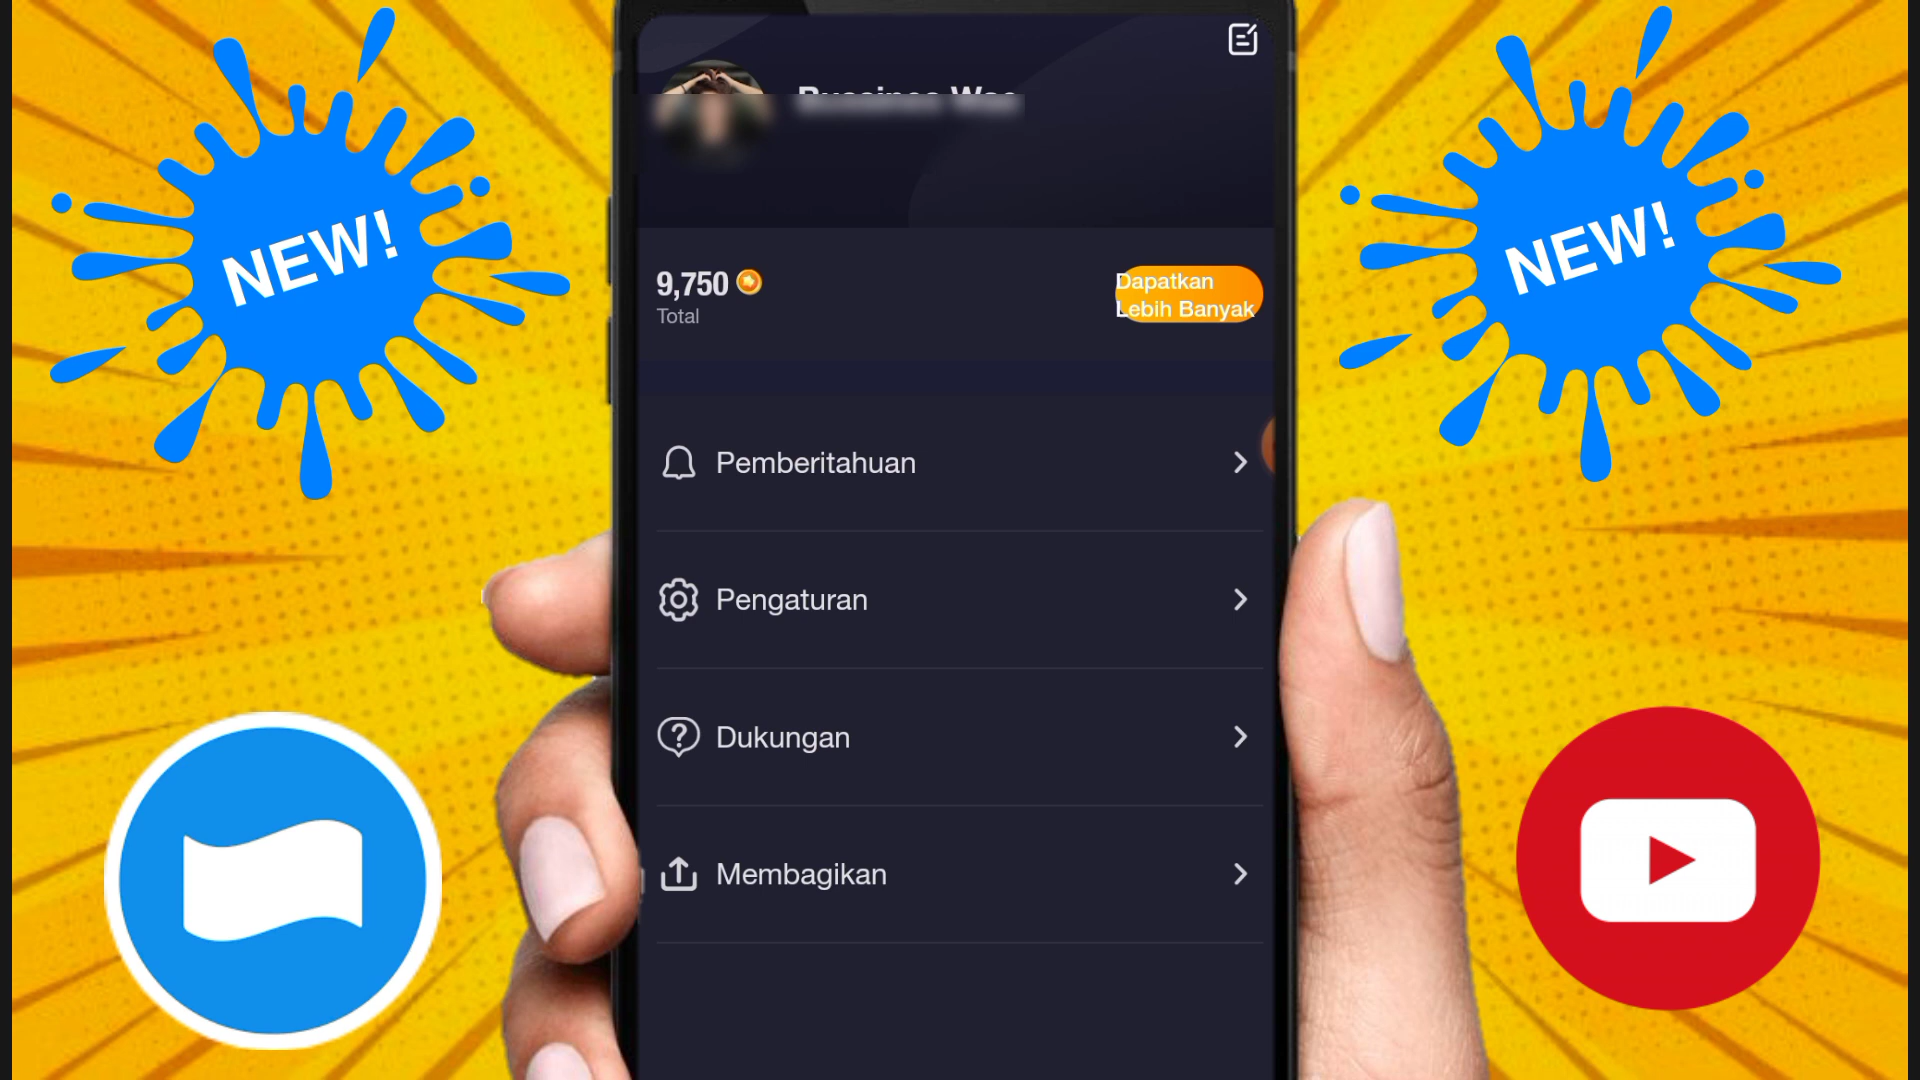 NEW!
NEW!
9,750
Total
Dapatkan
Lebih Banyak
Pemberitahuan
Pengaturan
Dukungan
Membagikan